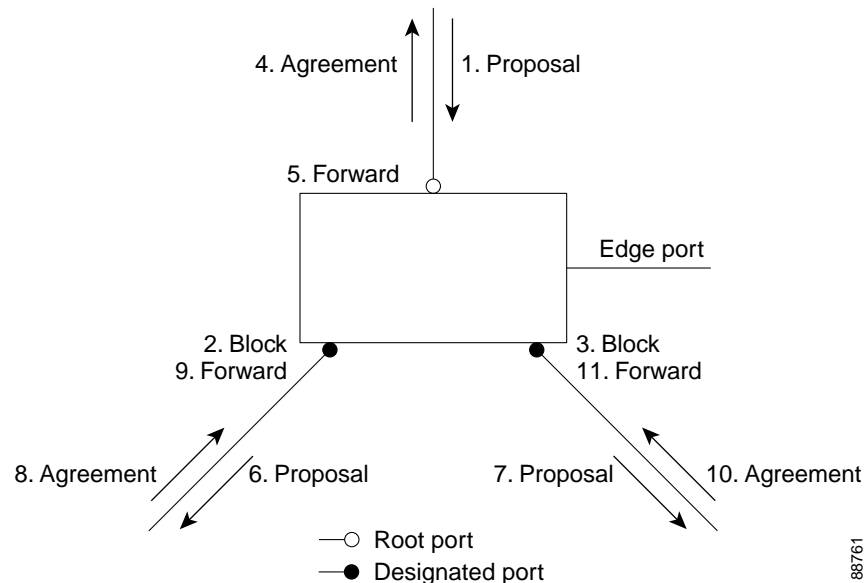 4. Agreement
1. Proposal
5. Forward
Edge port
2. Block
9. Forward
3. Block
11. Forward
8. Agreement
6. Proposal
7. Proposal
10. Agreement
Root port
Designated port
88761